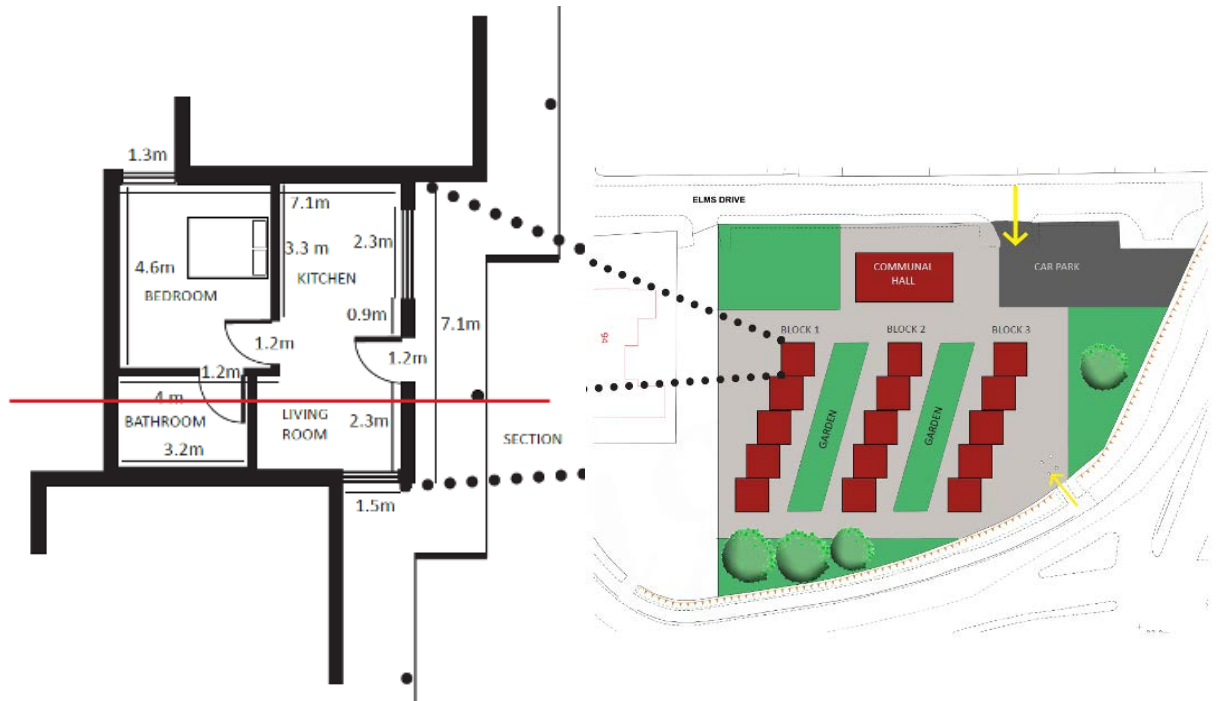 1.3m
7.1m
3.3 m
2.3m
4.6m
KITCHEN
BEDROOM
0.9m
7.1m
1.2m
1.2m
1.2m
4 m
BATHROOM
LIVING
ROOM
2.3m
3.2m
SECTION
1.5m
ELMS DRIVE
COMMUNAL
HALL
CAR PARK
94
BLOCK 1
BLOCK 2
BLOCK 3
GARDEN
GARDEN